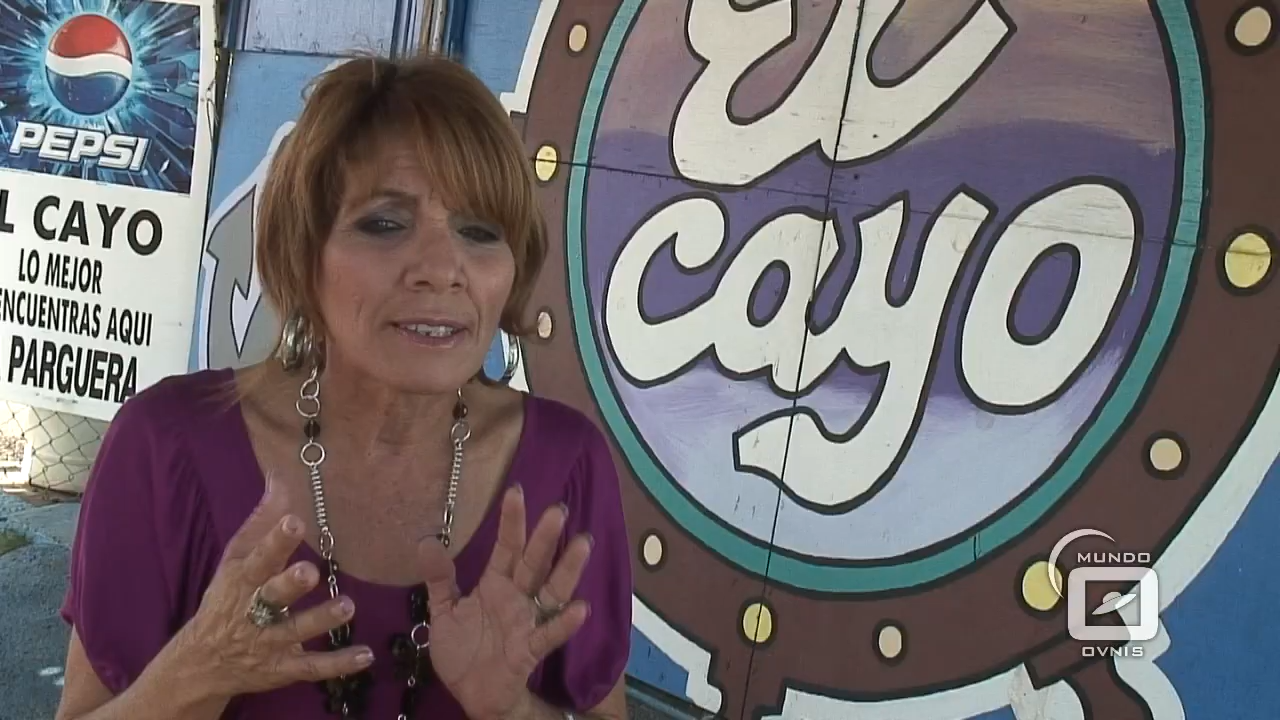 PEPSI
L CAYO
LO MEJOR
ENCUENTRAS AQUI
PARGUERA
El
cayo
MUNDO
OVNIS